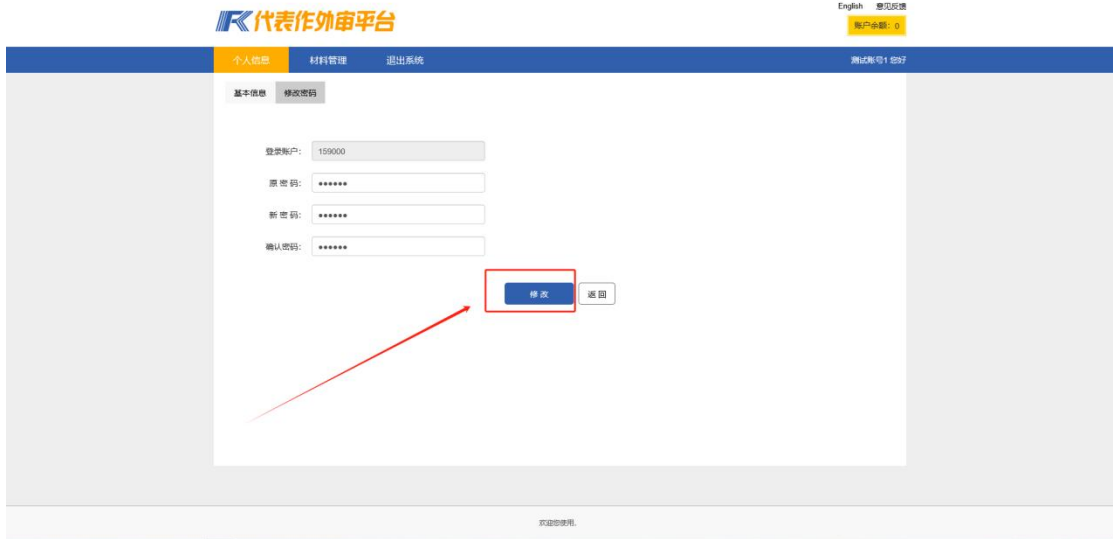 English 意见反馈
代表作外审平台
账户余额：0
个人信息 材料管理 退出系统 测试账号1 您好
基本信息 修改密码
登录账户： 159000
原 密 码： ••••••
新 密 码： ••••••
确认密码： ••••••
修 改 返 回
欢迎您使用.